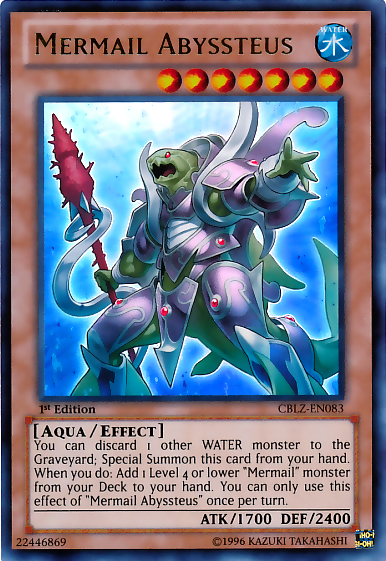 MERMAIL ABYSSTEUS
WATER
水
1st Edition
CBLZ-EN083
[AQUA / EFFECT]
You can discard 1 other WATER monster to the
Graveyard; Special Summon this card from your hand.
When you do: Add 1 Level 4 or lower "Mermail" monster
from your Deck to your hand. You can only use this
effect of "Mermail Abyssteus" once per turn.
ATK/1700 DEF/2400
22446869
©1996 KAZUKI TAKAHASHI